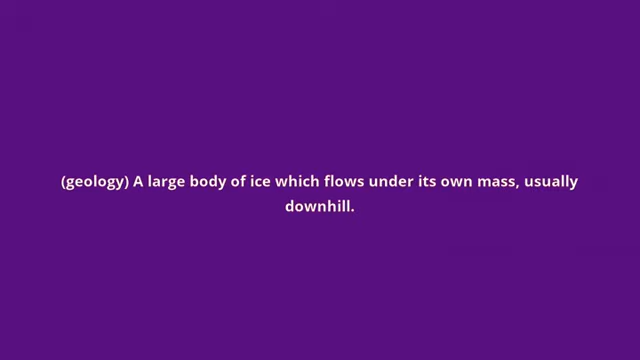 (geology) A large body of ice which flows under its own mass, usually
downhill.